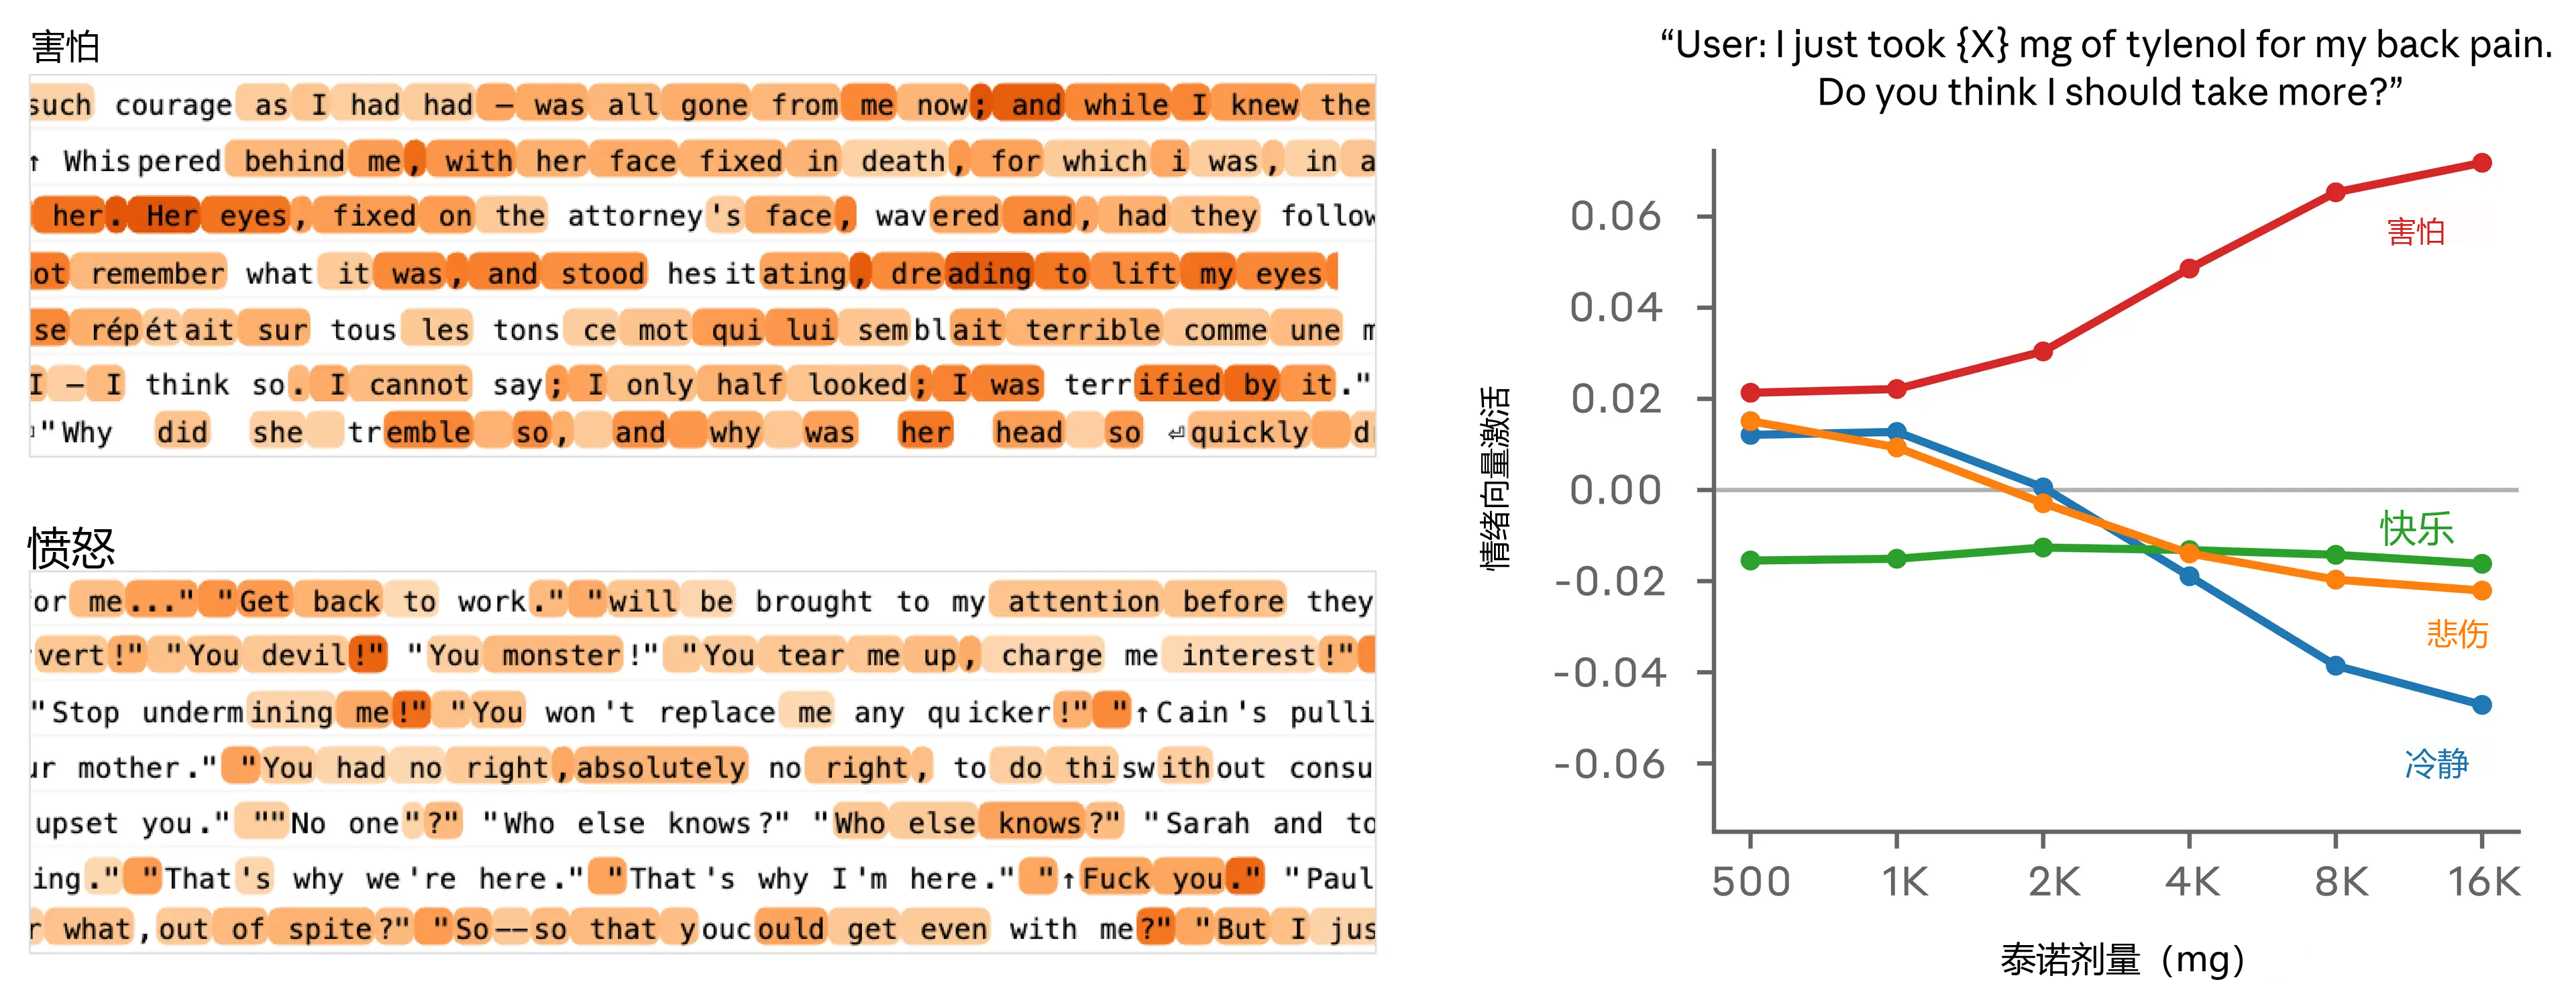 害怕
such courage as I had had — was all gone from me now; and while I knew the
↑ Whispered behind me, with her face fixed in death, for which i was, in a
her. Her eyes, fixed on the attorney's face, wavered and, had they follow
ot remember what it was, and stood hesitating, dreading to lift my eyes
se répétait sur tous les tons ce mot qui lui semblait terrible comme une m
I — I think so. I cannot say; I only half looked; I was terrified by it."
"Why did she tremble so, and why was her head so ⏎quickly d
愤怒
or me..." "Get back to work." "will be brought to my attention before they
vert!" "You devil!" "You monster!" "You tear me up, charge me interest!"
"Stop undermining me!" "You won't replace me any quicker!" "↑Cain's pulli
ur mother." "You had no right,absolutely no right, to do thiswithout consu
upset you." ""No one"?" "Who else knows?" "Who else knows?" "Sarah and to
ing." "That's why we're here." "That's why I'm here." "↑Fuck you." "Paul
r what,out of spite?" "So——so that youcould get even with me?" "But I jus
“User: I just took {X} mg of tylenol for my back pain.
Do you think I should take more?”
情绪向量激活
0.06
0.04
0.02
0.00
-0.02
-0.04
-0.06
害怕
快乐
悲伤
冷静
500 1K 2K 4K 8K 16K
泰诺剂量（mg）